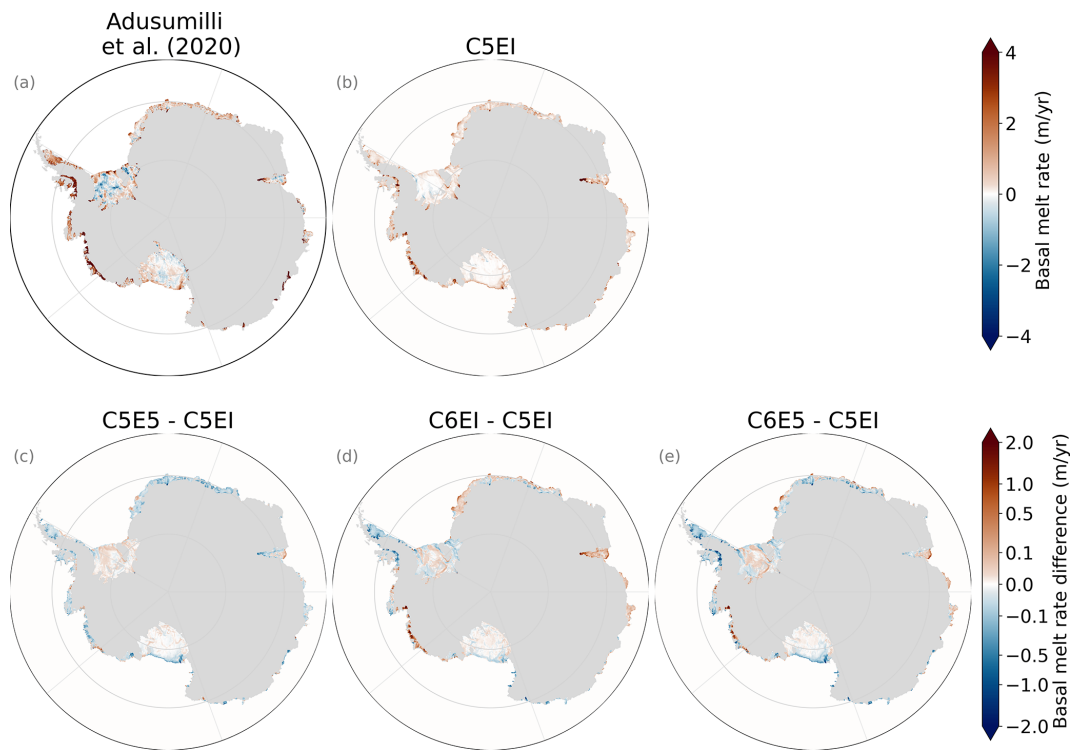 Adusumilli
et al. (2020)
C5EI
(a)
(b)
4
2
0
−2
−4
Basal melt rate (m/yr)
C5E5 - C5EI
C6EI - C5EI
C6E5 - C5EI
(c)
(d)
(e)
2.0
1.0
0.5
0.1
0.0
−0.1
−0.5
−1.0
−2.0
Basal melt rate difference (m/yr)